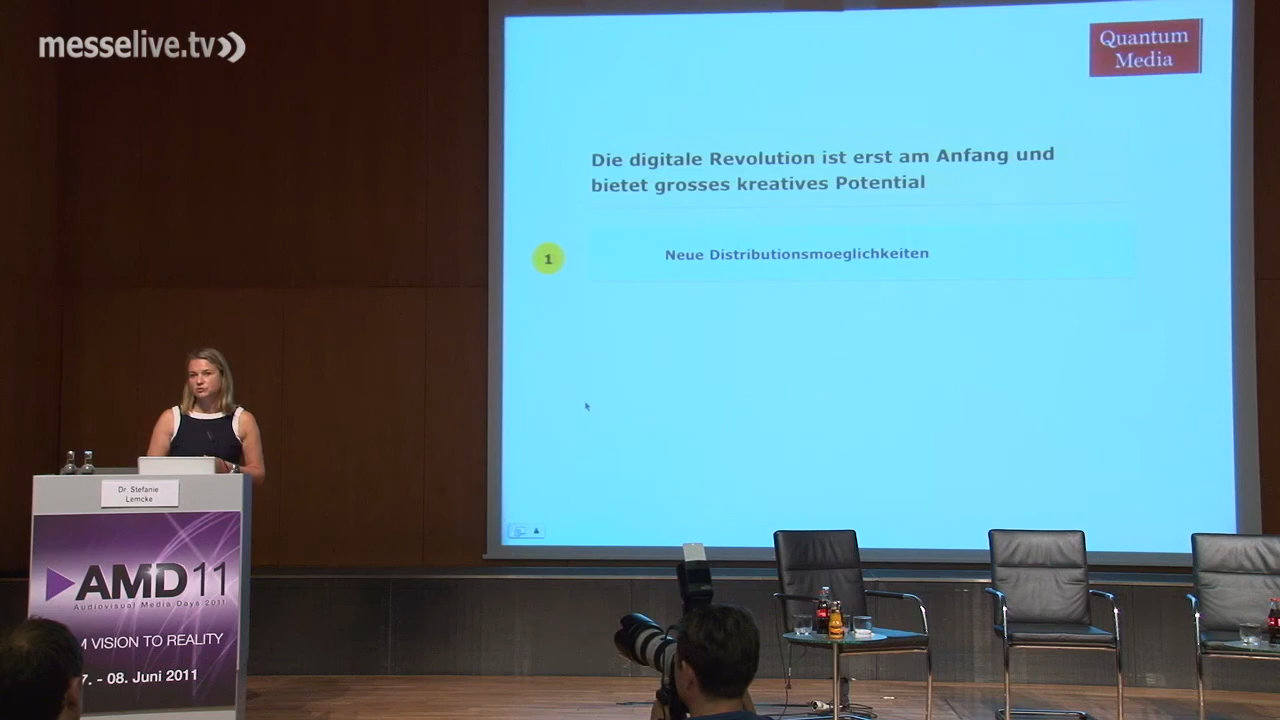 messelive.tv
Quantum
Media
Die digitale Revolution ist erst am Anfang und
bietet grosses kreatives Potential
1
Neue Distributionsmoeglichkeiten
Dr. Stefanie
Lemcke
AMD11
Audiovisual Media Days 2011
VISION TO REALITY
. - 08. Juni 2011